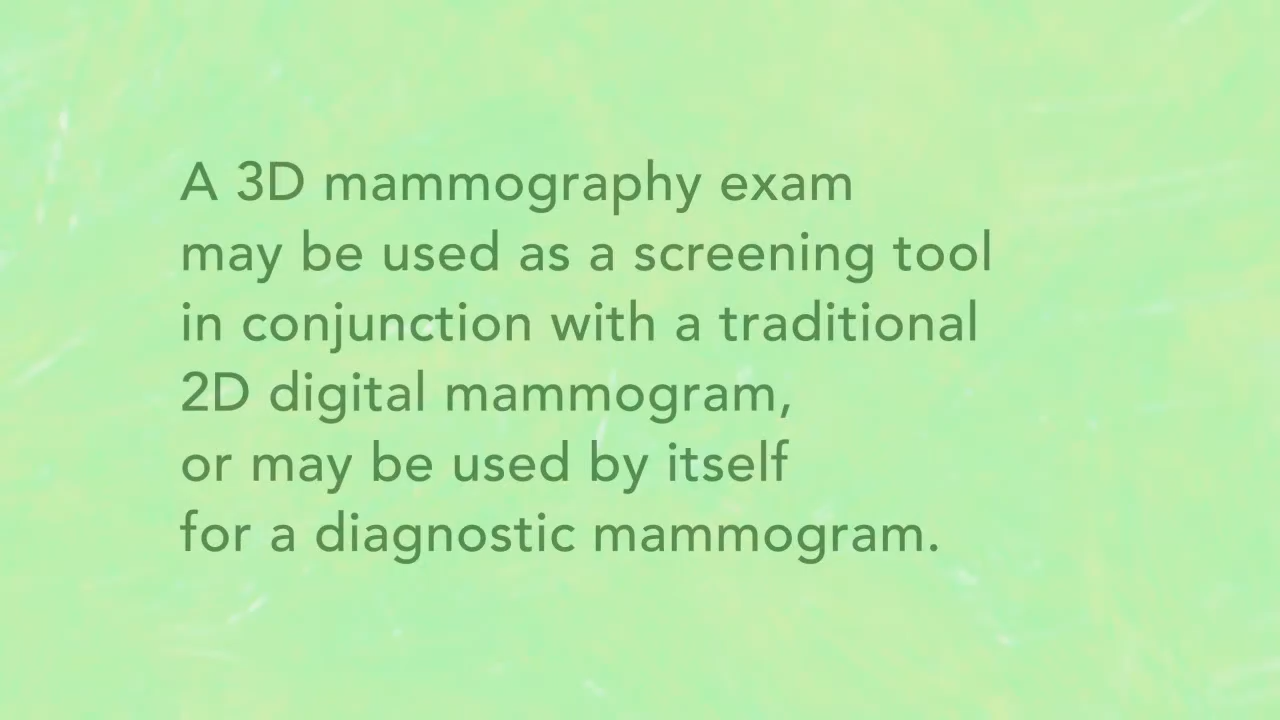 A 3D mammography exam
may be used as a screening tool
in conjunction with a traditional
2D digital mammogram,
or may be used by itself
for a diagnostic mammogram.